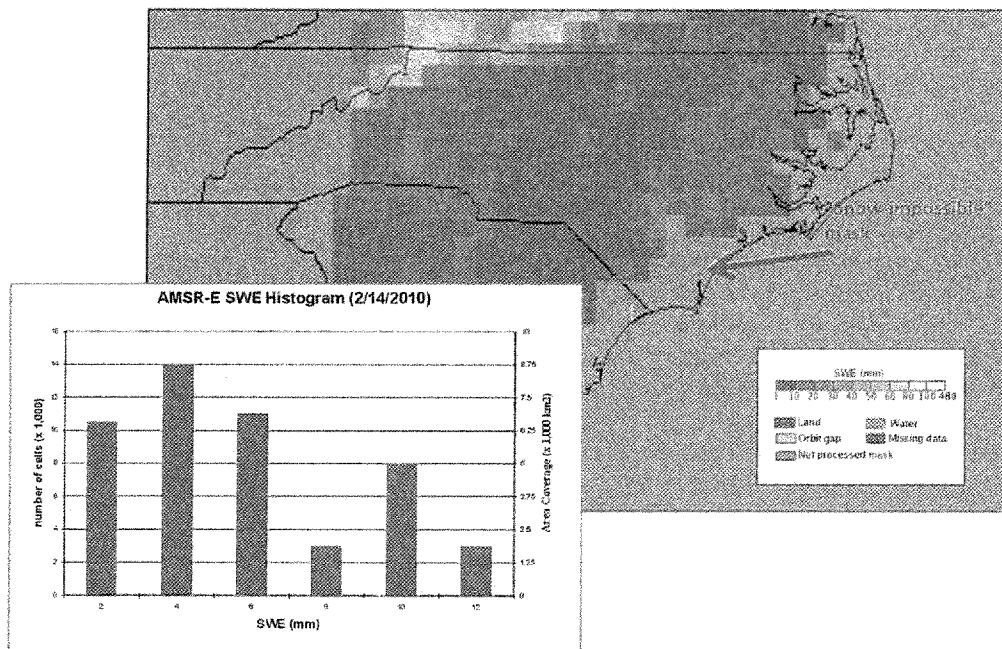 AMSR-E SWE Histogram (2/14/2010)
number of cells (x 1,000)
16
14
12
10
8
6
4
2
0
2 4 6 8 10 12
SWE (mm)
10
8.75
7.5
6.25
5
3.75
2.5
1.25
0
Area Coverage (x 1,000 km2)
SWE (mm)
1 10 20 30 40 50 60 80 100 480
Land Water
Orbit gap Missing data
Not processed mask